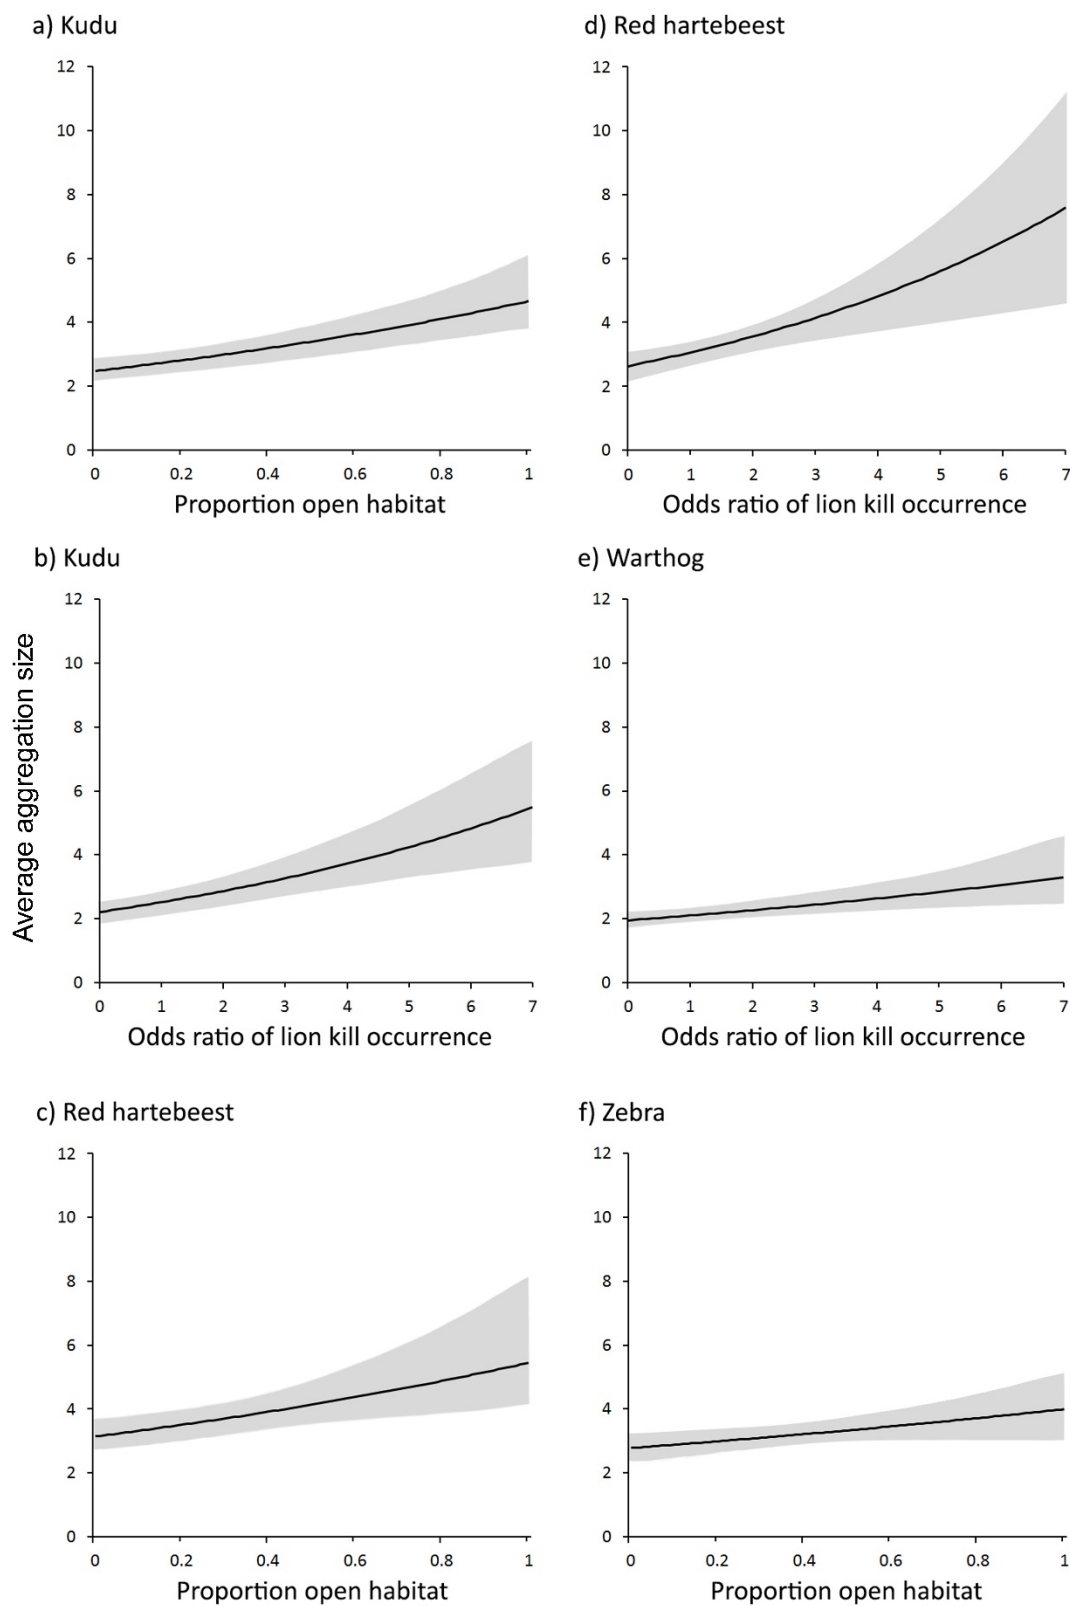 a) Kudu
12
10
8
6
4
2
0
0 0.2 0.4 0.6 0.8 1
Proportion open habitat
d) Red hartebeest
12
10
8
6
4
2
0
0 1 2 3 4 5 6 7
Odds ratio of lion kill occurrence
Average aggregation size
b) Kudu
12
10
8
6
4
2
0
0 1 2 3 4 5 6 7
Odds ratio of lion kill occurrence
e) Warthog
12
10
8
6
4
2
0
0 1 2 3 4 5 6 7
Odds ratio of lion kill occurrence
c) Red hartebeest
12
10
8
6
4
2
0
0 0.2 0.4 0.6 0.8 1
Proportion open habitat
f) Zebra
12
10
8
6
4
2
0
0 0.2 0.4 0.6 0.8 1
Proportion open habitat